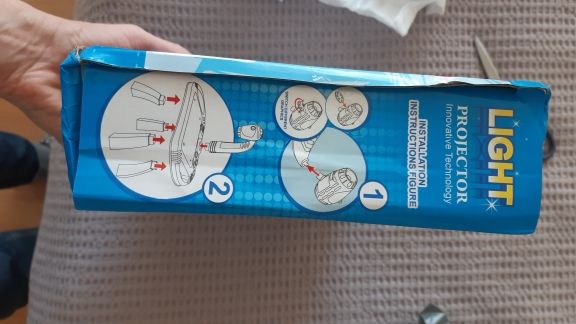 LIGHT
PROJECTOR
Innovative Technology
INSTALLATION
INSTRUCTIONS FIGURE
1
2